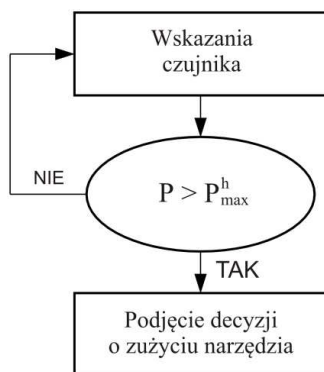 Wskazania
czujnika
NIE
P > P^h_max
TAK
Podjęcie decyzji
o zużyciu narzędzia